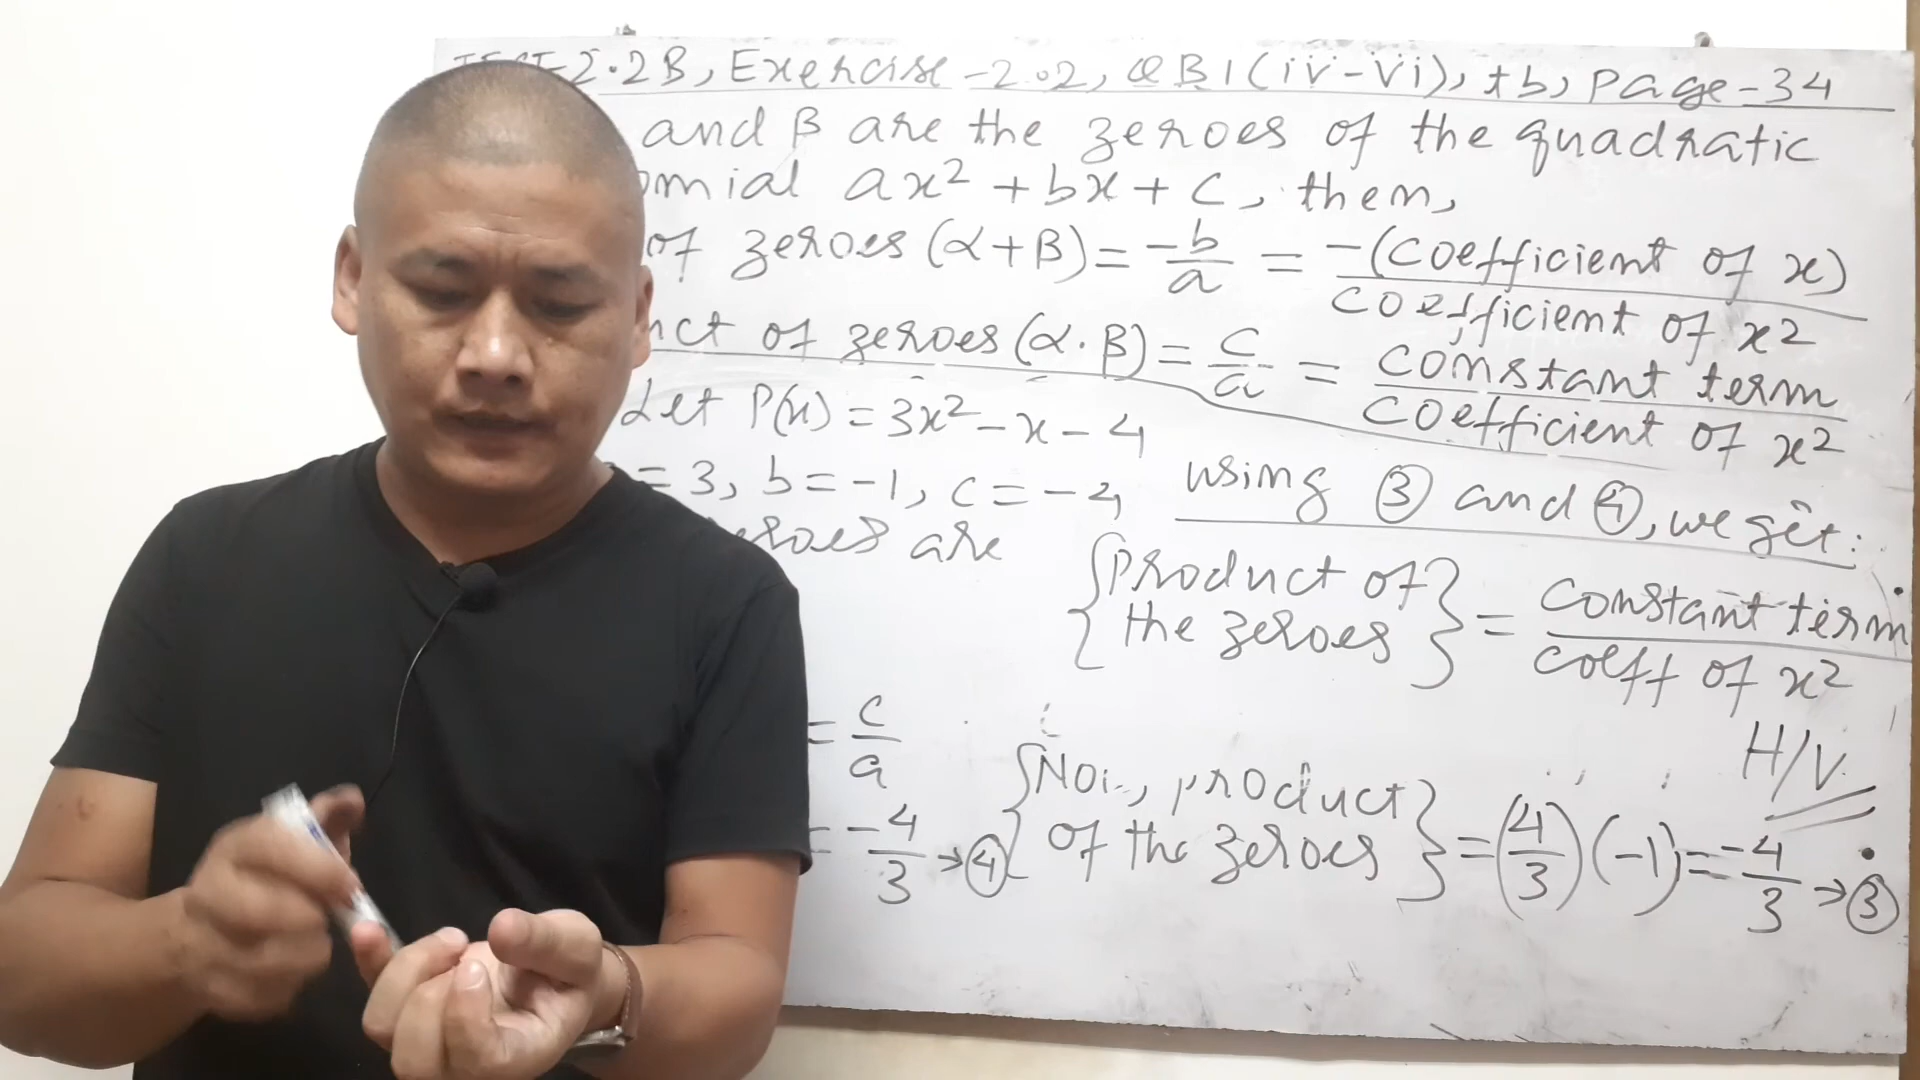 2.2B, Exercise-2.02, QB1(iv-vi), tb, page-34
and β are the zeroes of the quadratic
omial ax² + bx + c, then,
of zeroes (α+β) = -b/a = -(coefficient of x)/coefficient of x²
uct of zeroes (α·β) = c/a = constant term/coefficient of x²
Let P(x) = 3x² - x - 4
= 3, b = -1, c = -4
eroes are
using ③ and ④, we get:
{product of the zeroes} = constant term/coeff of x²
H/V
= c/a
= -4/3 → ④
product
{of the zeroes} = (4/3)(-1) = -4/3 → ③